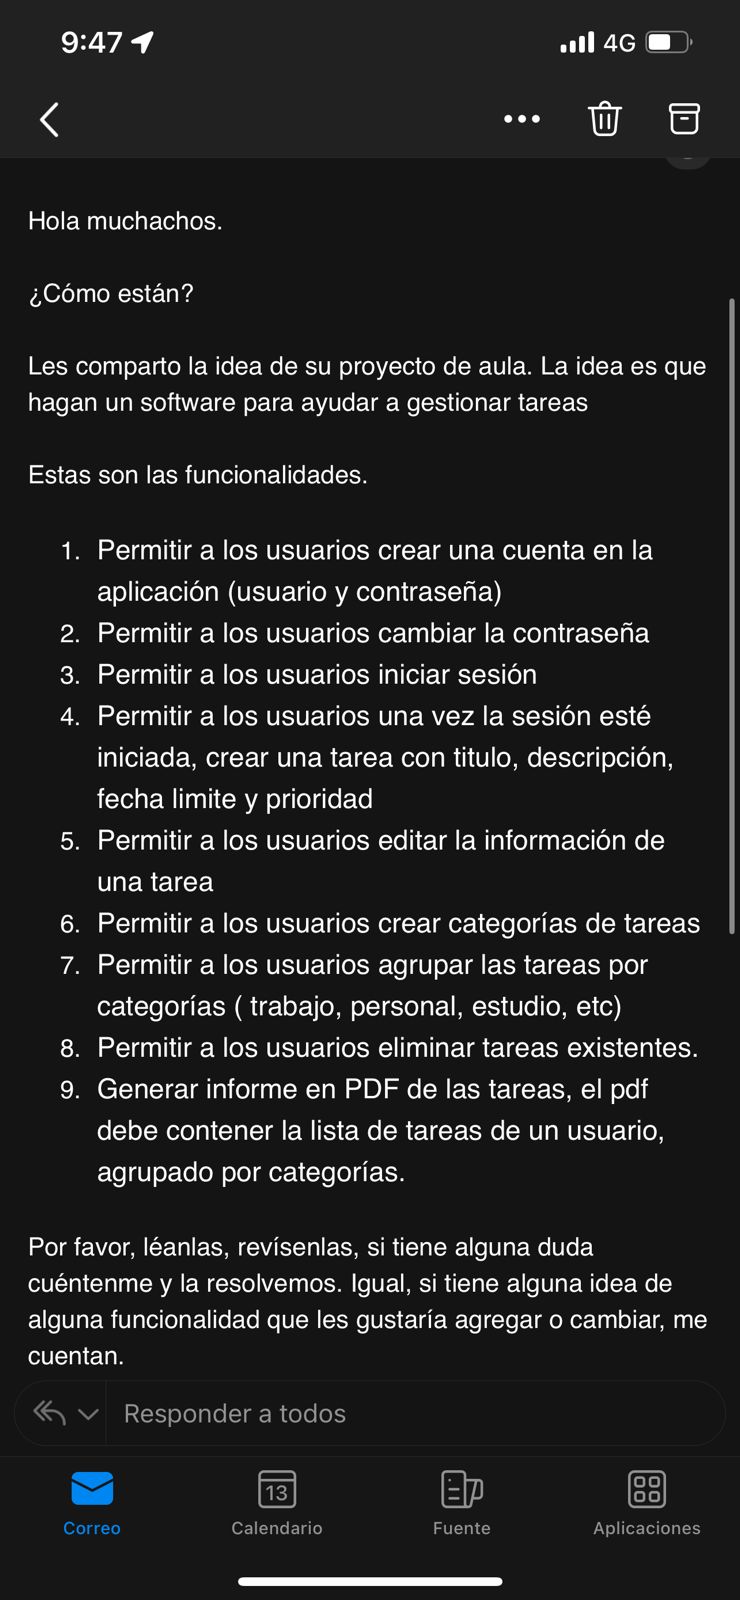 9:47
4G
Hola muchachos.
¿Cómo están?
Les comparto la idea de su proyecto de aula. La idea es que
hagan un software para ayudar a gestionar tareas
Estas son las funcionalidades.
1. Permitir a los usuarios crear una cuenta en la
aplicación (usuario y contraseña)
2. Permitir a los usuarios cambiar la contraseña
3. Permitir a los usuarios iniciar sesión
4. Permitir a los usuarios una vez la sesión esté
iniciada, crear una tarea con titulo, descripción,
fecha limite y prioridad
5. Permitir a los usuarios editar la información de
una tarea
6. Permitir a los usuarios crear categorías de tareas
7. Permitir a los usuarios agrupar las tareas por
categorías ( trabajo, personal, estudio, etc)
8. Permitir a los usuarios eliminar tareas existentes.
9. Generar informe en PDF de las tareas, el pdf
debe contener la lista de tareas de un usuario,
agrupado por categorías.
Por favor, léanlas, revísenlas, si tiene alguna duda
cuéntenme y la resolvemos. Igual, si tiene alguna idea de
alguna funcionalidad que les gustaría agregar o cambiar, me
cuentan.
Responder a todos
13
Correo Calendario Fuente Aplicaciones